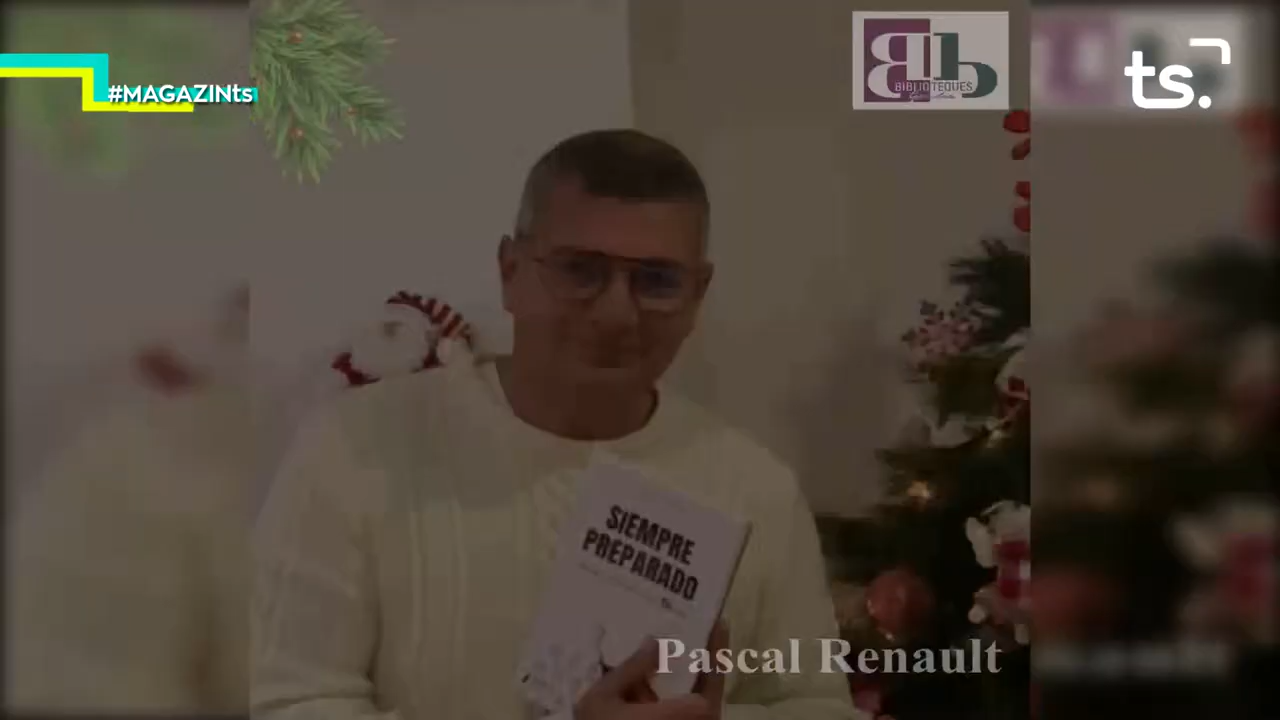 #MAGAZINts
BIBLIOTEQUES
ts.
SIEMPRE
PREPARADO
Pascal Renault